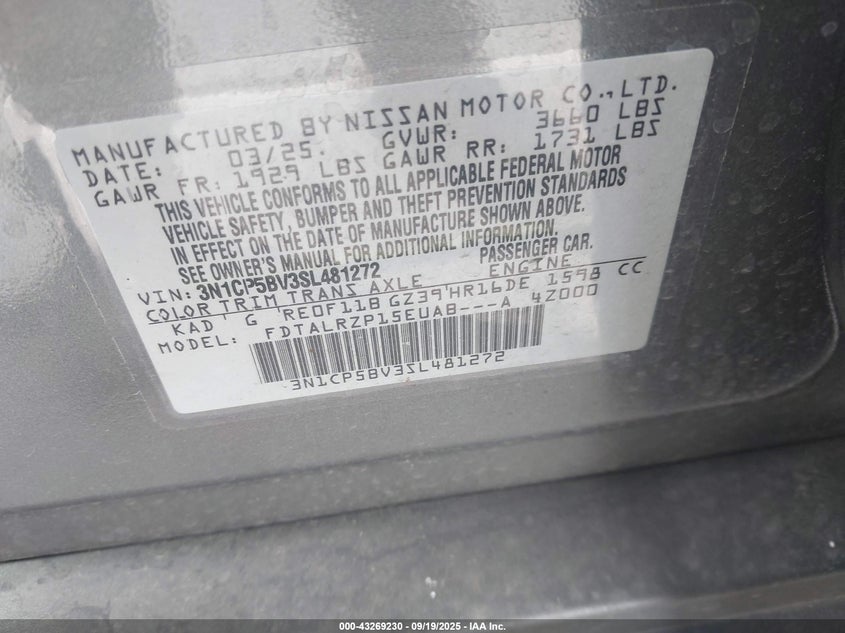 MANUFACTURED BY NISSAN MOTOR CO., LTD.
DATE: 03/25. GVWR: 3660 LBS
GAWR FR: 1929 LBS GAWR RR: 1731 LBS
THIS VEHICLE CONFORMS TO ALL APPLICABLE FEDERAL MOTOR
VEHICLE SAFETY, BUMPER AND THEFT PREVENTION STANDARDS
IN EFFECT ON THE DATE OF MANUFACTURE SHOWN ABOVE.
SEE OWNER'S MANUAL FOR ADDITIONAL INFORMATION.
VIN: 3N1CP5BV3SL481272 PASSENGER CAR.
COLOR TRIM TRANS AXLE ENGINE
KAD G 'RE0F11B GZ39'HR16DE 1598 CC
MODEL: FDTALRZP15EUAB---A 4Z000
3N1CP5BV3SL481272
000-43269230 - 09/19/2025 - IAA Inc.